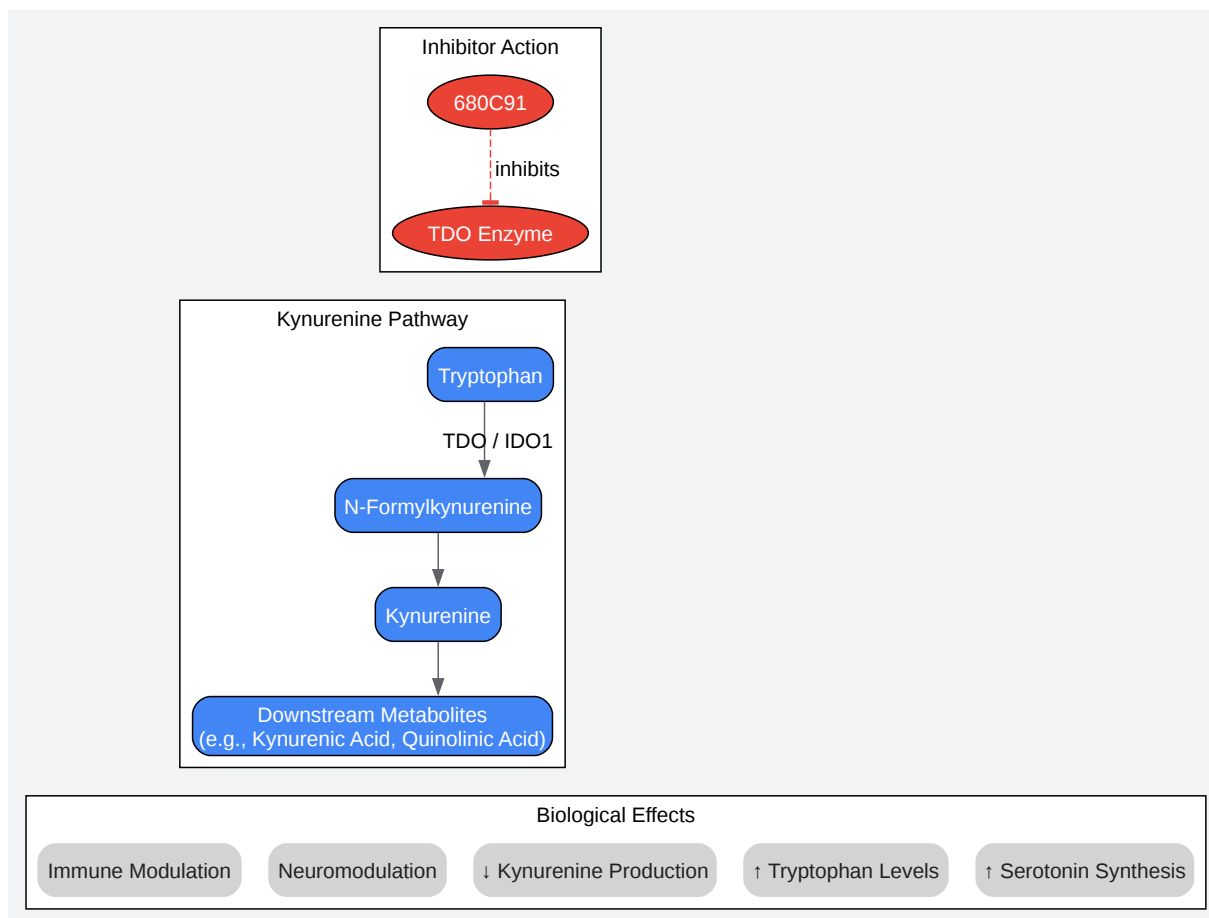 Inhibitor Action
680C91
inhibits
TDO Enzyme
Kynurenine Pathway
Tryptophan
TDO / IDO1
N-Formylkynurenine
Kynurenine
Downstream Metabolites
(e.g., Kynurenic Acid, Quinolinic Acid)
Biological Effects
Immune Modulation
Neuromodulation
↓ Kynurenine Production
↑ Tryptophan Levels
↑ Serotonin Synthesis